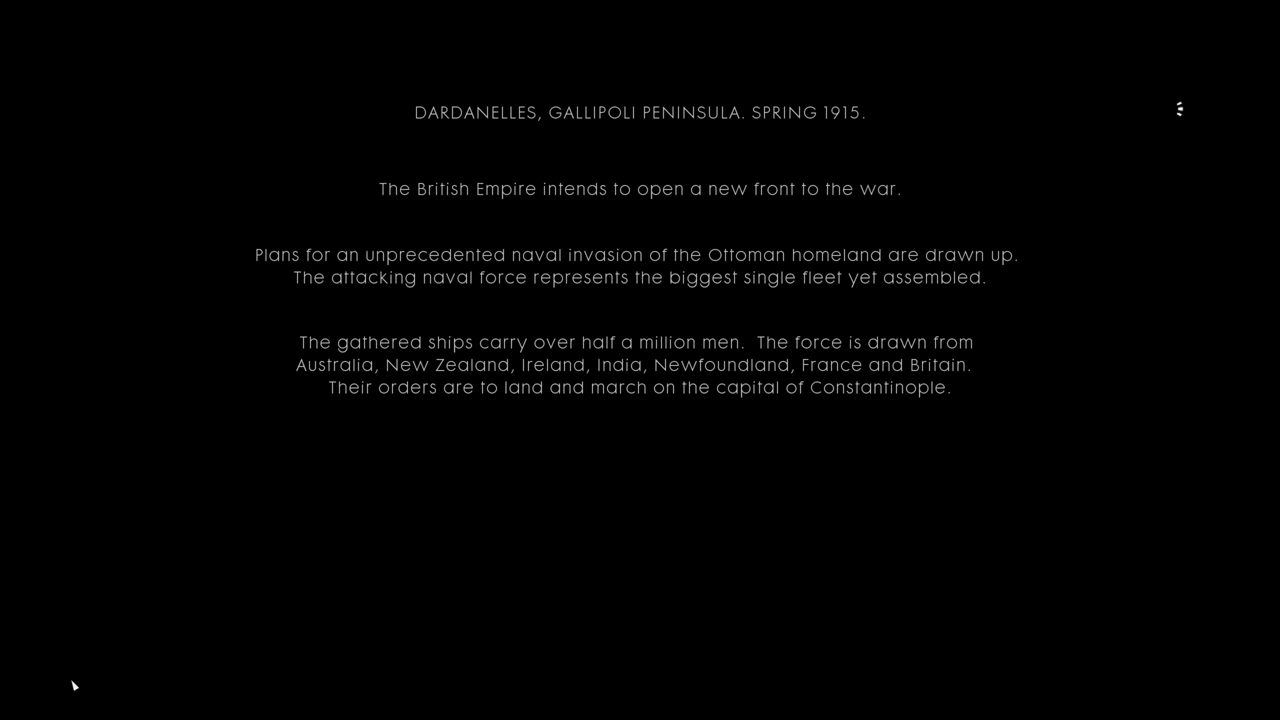 DARDANELLES, GALLIPOLI PENINSULA. SPRING 1915.
The British Empire intends to open a new front to the war.
Plans for an unprecedented naval invasion of the Ottoman homeland are drawn up.
The attacking naval force represents the biggest single fleet yet assembled.
The gathered ships carry over half a million men.  The force is drawn from
Australia, New Zealand, Ireland, India, Newfoundland, France and Britain.
Their orders are to land and march on the capital of Constantinople.